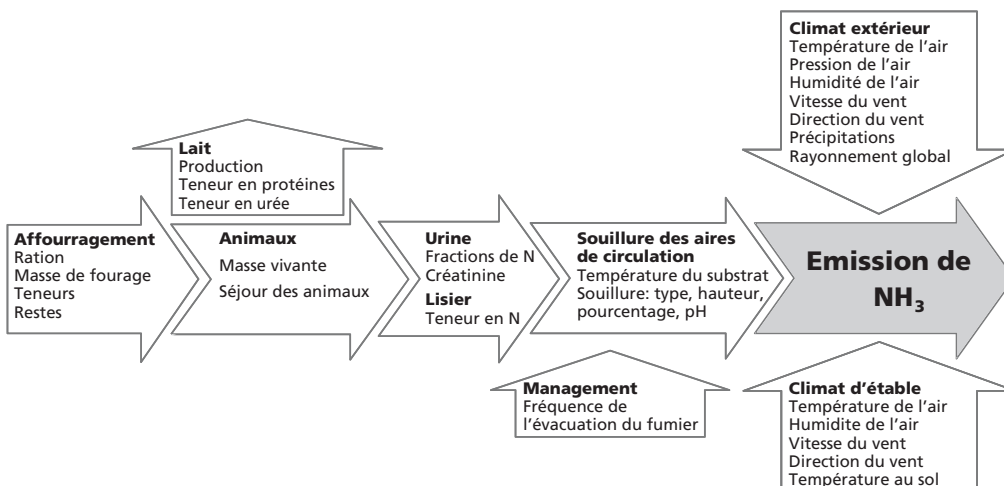 Climat extérieur
Température de l'air
Pression de l'air
Humidité de l'air
Vitesse du vent
Direction du vent
Précipitations
Rayonnement global
Lait
Production
Teneur en protéines
Teneur en urée
Affourragement
Ration
Masse de fourage
Teneurs
Restes
Animaux
Masse vivante
Séjour des animaux
Urine
Fractions de N
Créatinine
Lisier
Teneur en N
Souillure des aires
de circulation
Température du substrat
Souillure: type, hauteur,
pourcentage, pH
Emission de
NH₃
Management
Fréquence de
l'évacuation du fumier
Climat d'étable
Température de l'air
Humidite de l'air
Vitesse du vent
Direction du vent
Température au sol